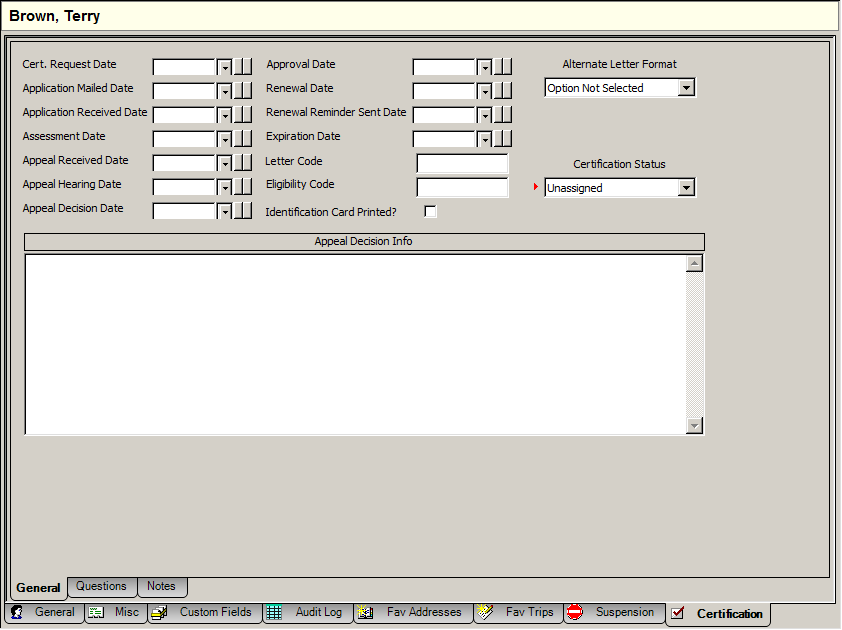 Brown, Terry
Cert. Request Date
Application Mailed Date
Application Received Date
Assessment Date
Appeal Received Date
Appeal Hearing Date
Appeal Decision Date
Approval Date
Renewal Date
Renewal Reminder Sent Date
Expiration Date
Letter Code
Eligibility Code
Identification Card Printed?
Alternate Letter Format
Option Not Selected
Certification Status
Unassigned
Appeal Decision Info
General Questions Notes
General Misc Custom Fields Audit Log Fav Addresses Fav Trips Suspension Certification